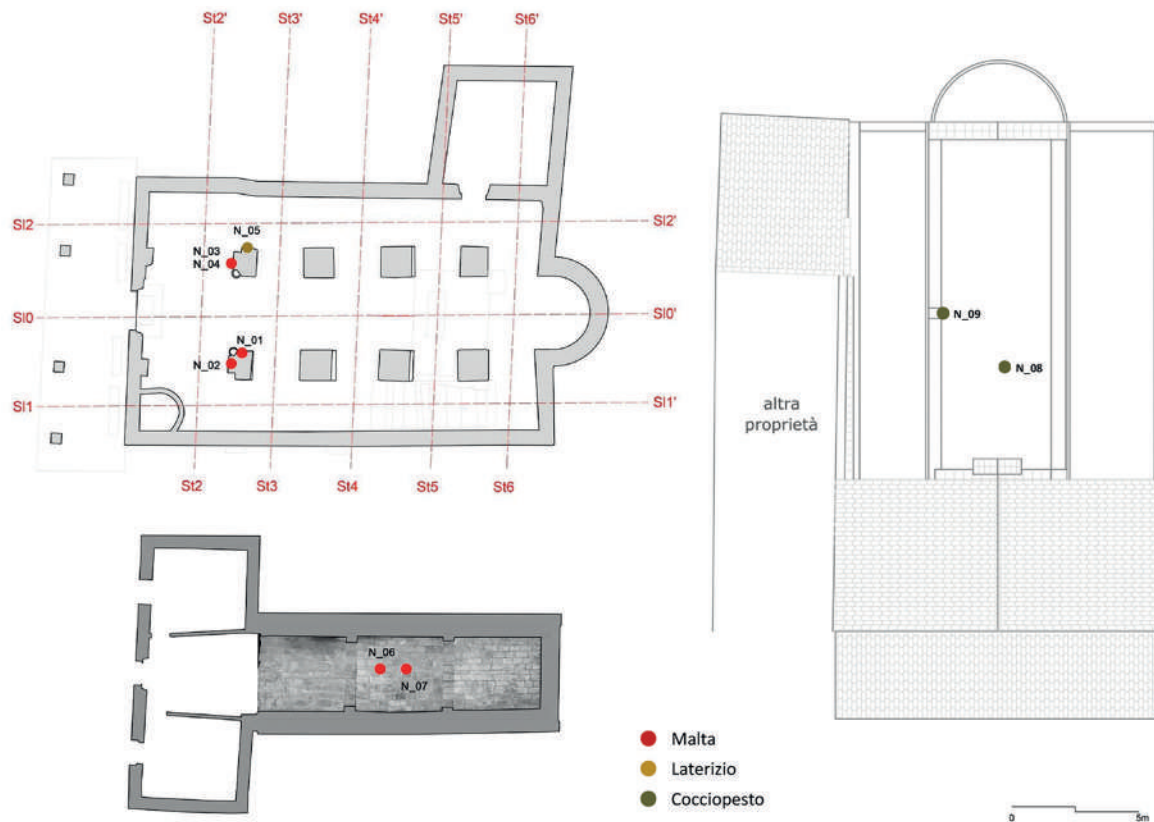 St2' St3' St4' St5' St6'
Sl2 Sl2'
N_05
N_03
N_04
Sl0 Sl0'
N_01
N_02
Sl1 Sl1'
St2 St3 St4 St5 St6
N_09
N_08
altra
proprietà
N_06
N_07
Malta
Laterizio
Cocciopesto
0 5m